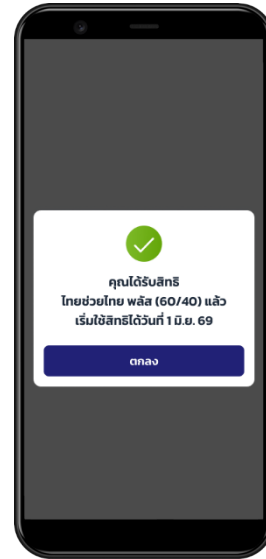 คุณได้รับสิทธิ
ไทยช่วยไทย พลัส (60/40) แล้ว
เริ่มใช้สิทธิได้วันที่ 1 มิ.ย. 69
ตกลง